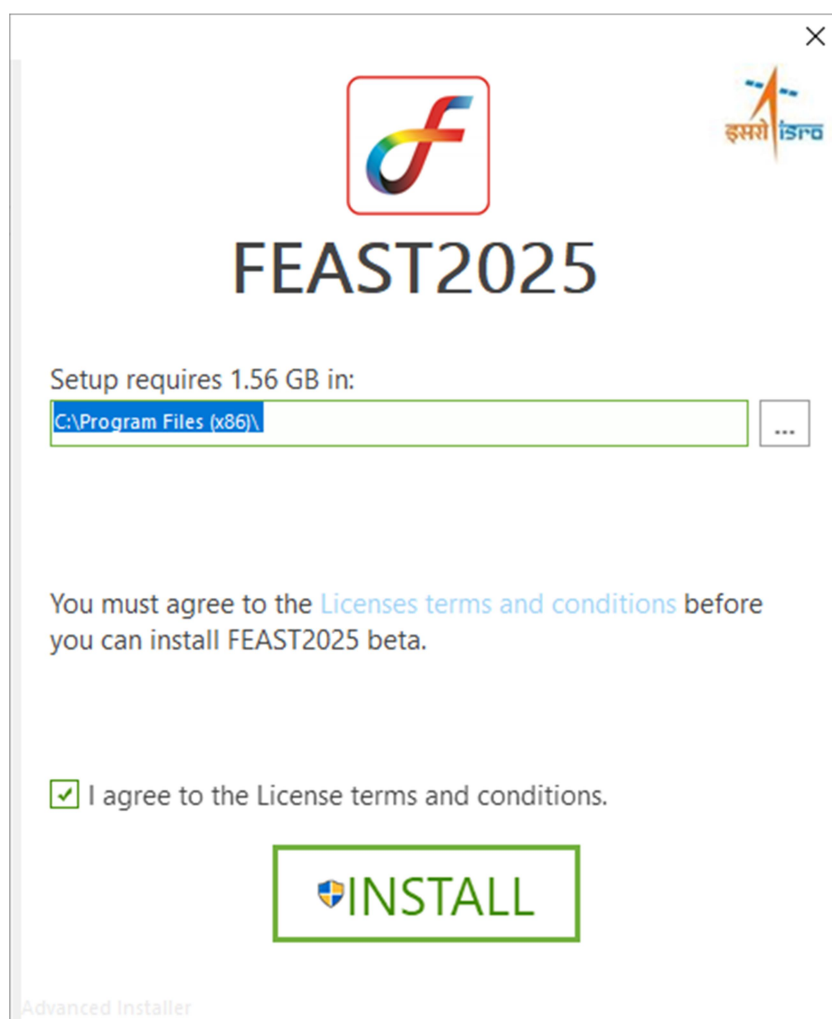 इसरो isro
FEAST2025
Setup requires 1.56 GB in:
C:\Program Files (x86)\
...
You must agree to the Licenses terms and conditions before
you can install FEAST2025 beta.
I agree to the License terms and conditions.
INSTALL
Advanced Installer